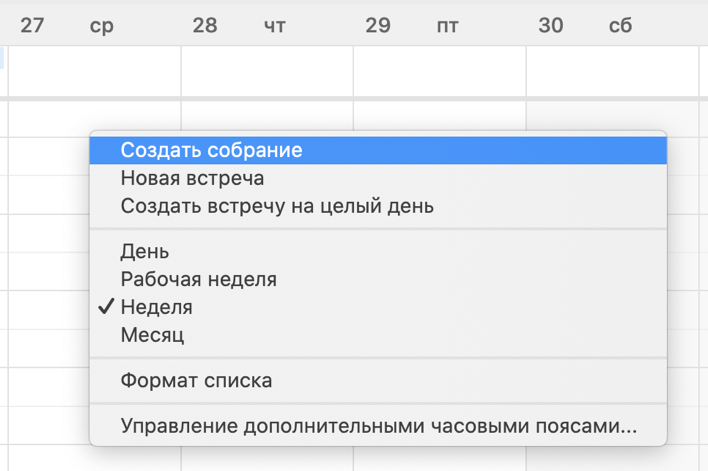 27 ср 28 чт 29 пт 30 сб
Создать собрание
Новая встреча
Создать встречу на целый день
День
Рабочая неделя
Неделя
Месяц
Формат списка
Управление дополнительными часовыми поясами...